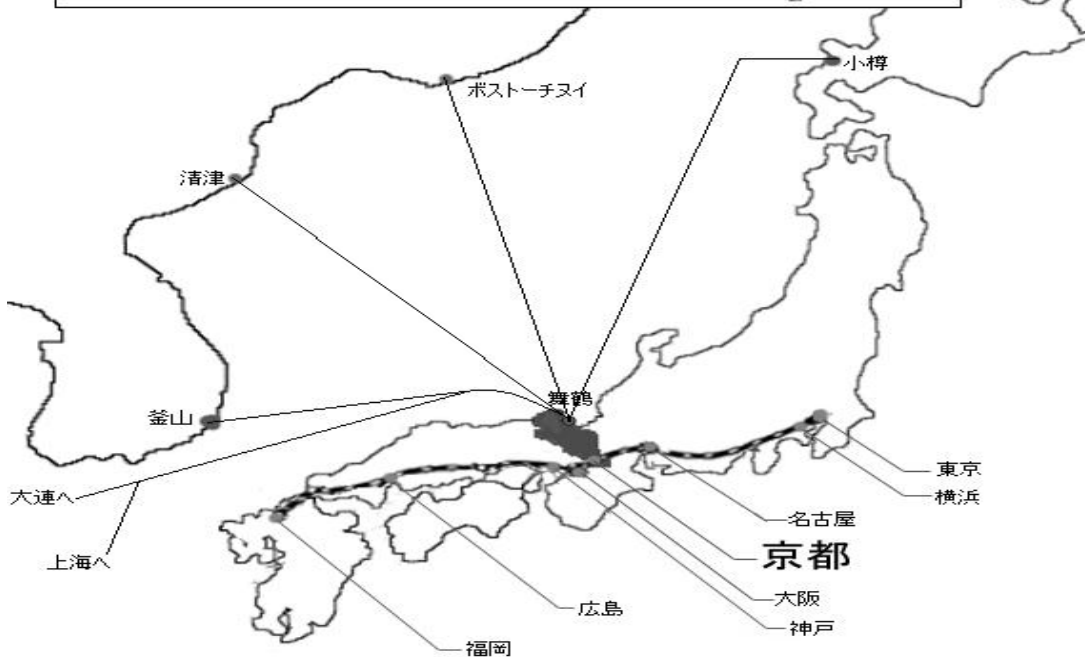 小樽
ボストーチヌイ
清津
舞鶴
釜山
東京
大連へ
横浜
名古屋
京都
上海へ
大阪
広島
神戸
福岡